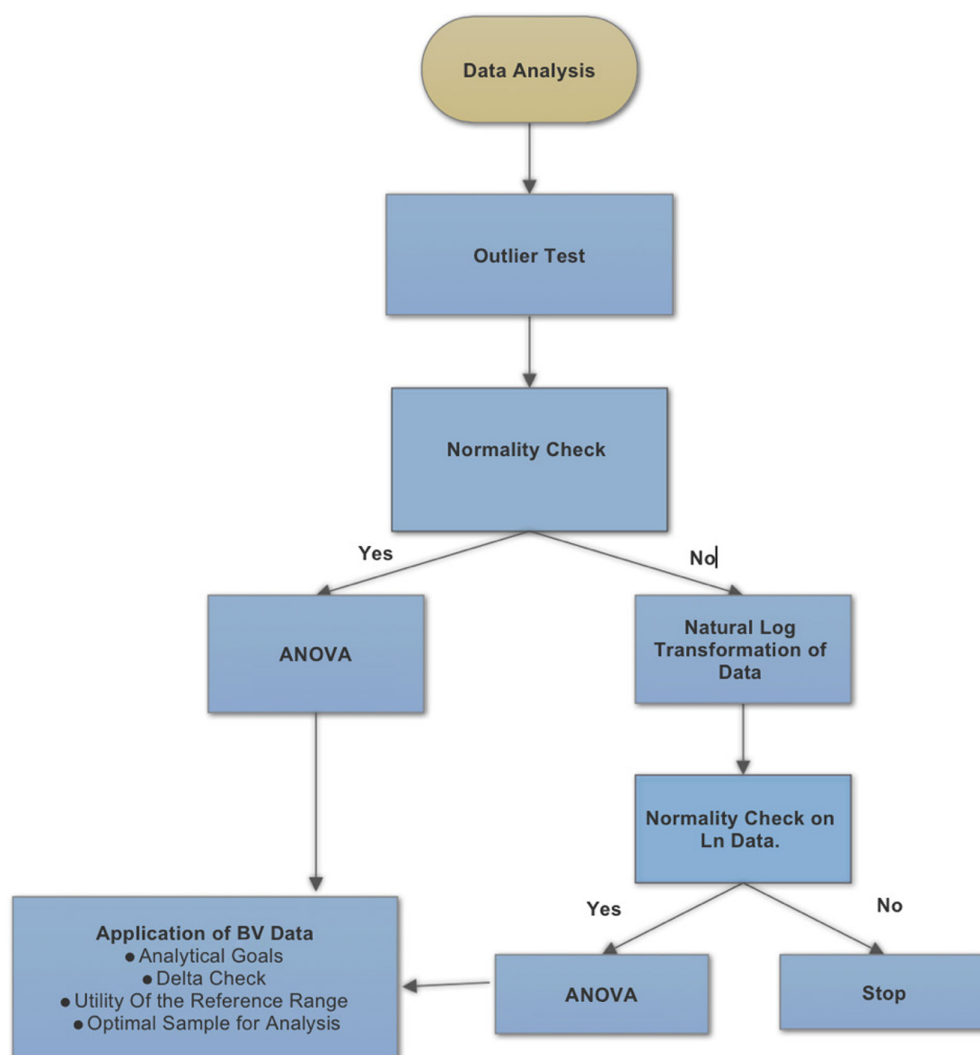 Data Analysis
Outlier Test
Normality Check
Yes
No
ANOVA
Natural Log
Transformation of
Data
Normality Check on
Ln Data.
Yes
No
Application of BV Data
● Analytical Goals
● Delta Check
● Utility Of the Reference Range
● Optimal Sample for Analysis
ANOVA
Stop